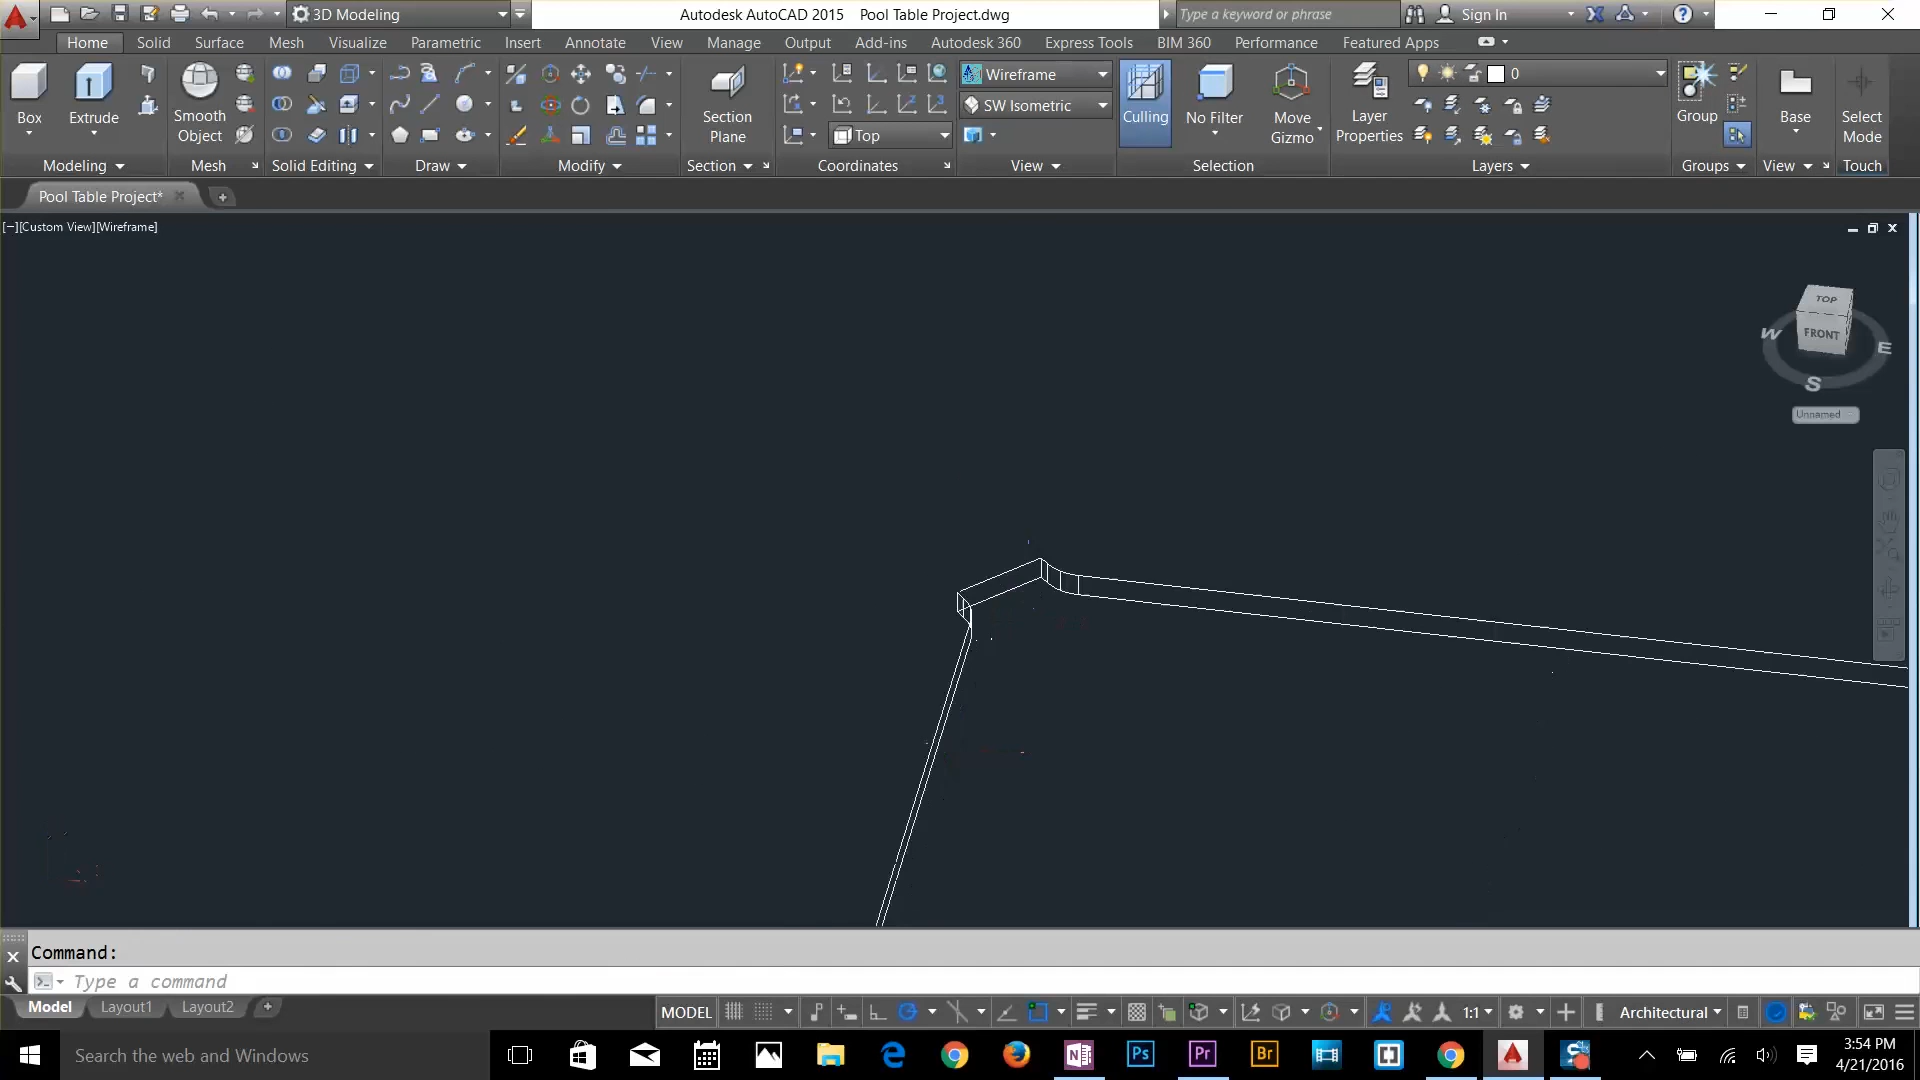 3D Modeling
Autodesk AutoCAD 2015 Pool Table Project.dwg
Type a keyword or phrase
Sign In
Home Solid Surface Mesh Visualize Parametric Insert Annotate View Manage Output Add-ins Autodesk 360 Express Tools BIM 360 Performance Featured Apps
Box
Extrude
Smooth
Object
Section
Plane
Wireframe
SW Isometric
Top
Culling
No Filter
Move
Gizmo
Layer
Properties
0
Group
Base
Select
Mode
Modeling Mesh Solid Editing Draw Modify Section Coordinates View Selection Layers Groups View Touch
Pool Table Project*
[−][Custom View][Wireframe]
TOP
FRONT
W
E
S
Unnamed
Command:
Type a command
Model Layout1 Layout2
MODEL
1:1
Architectural
Search the web and Windows
Ps
Pr
Br
3:54 PM
4/21/2016